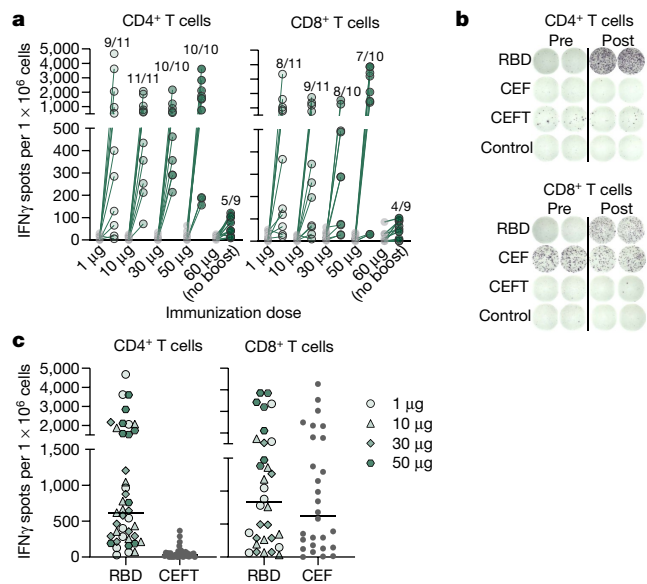 a
CD4⁺ T cells
CD8⁺ T cells
IFNγ spots per 1 × 10⁶ cells
5,000
4,000
3,000
2,000
1,000
500
400
300
200
100
0
9/11
11/11
10/10
10/10
5/9
8/11
9/11
8/10
7/10
4/9
1 μg
10 μg
30 μg
50 μg
60 μg
(no boost)
1 μg
10 μg
30 μg
50 μg
60 μg
(no boost)
Immunization dose
b
CD4⁺ T cells
Pre Post
RBD
CEF
CEFT
Control
CD8⁺ T cells
Pre Post
RBD
CEF
CEFT
Control
c
CD4⁺ T cells
CD8⁺ T cells
IFNγ spots per 1 × 10⁶ cells
5,000
4,000
3,000
2,000
1,500
1,000
500
0
RBD CEFT
RBD CEF
1 μg
10 μg
30 μg
50 μg